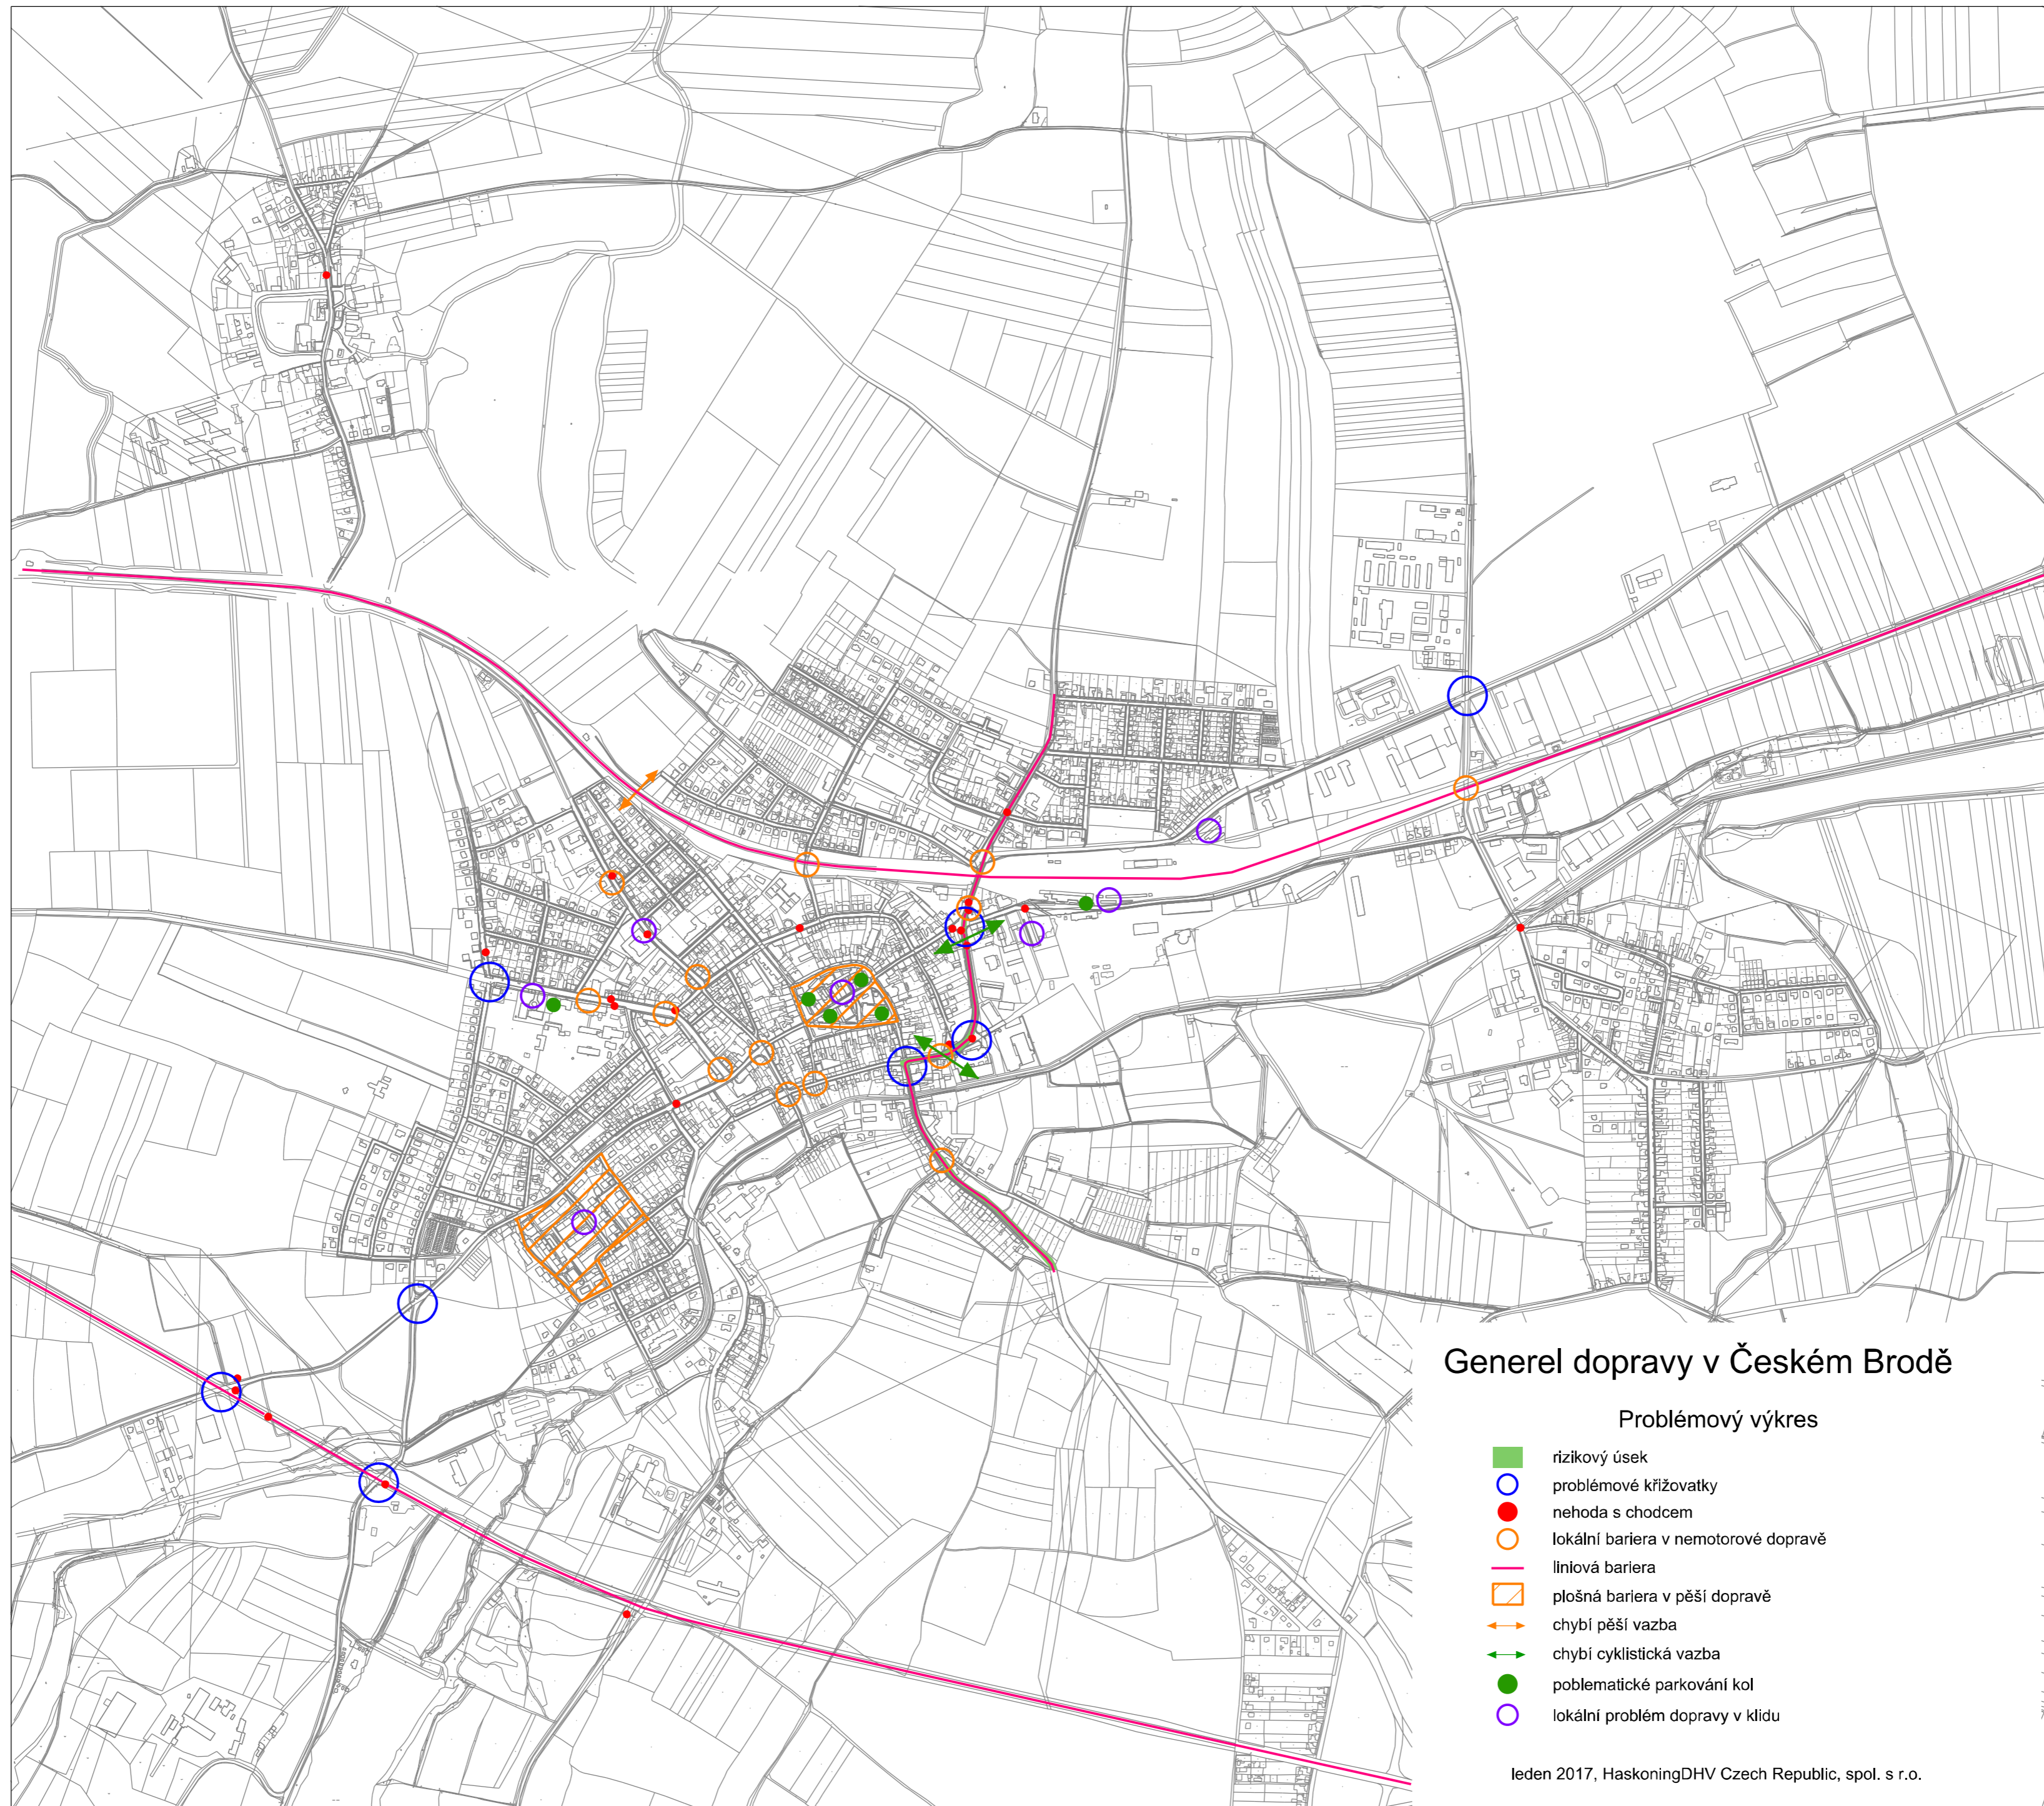 Generel dopravy v Českém Brodě
Problémový výkres
rizikový úsek
problémové křižovatky
nehoda s chodcem
lokální bariera v nemotorové dopravě
liniová bariera
plošná bariera v pěší dopravě
chybí pěší vazba
chybí cyklistická vazba
poblematické parkování kol
lokální problém dopravy v klidu
leden 2017, HaskoningDHV Czech Republic, spol. s r.o.